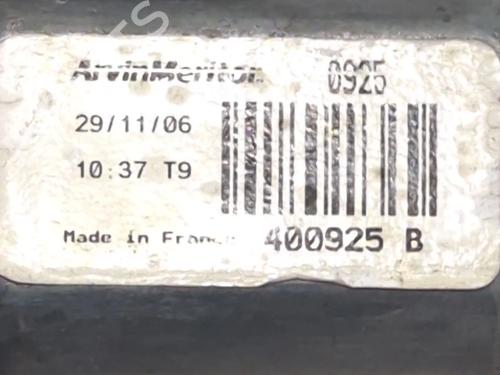 ArvinMeritor 0925
29/11/06
10:37 T9
Made in France 400925 B